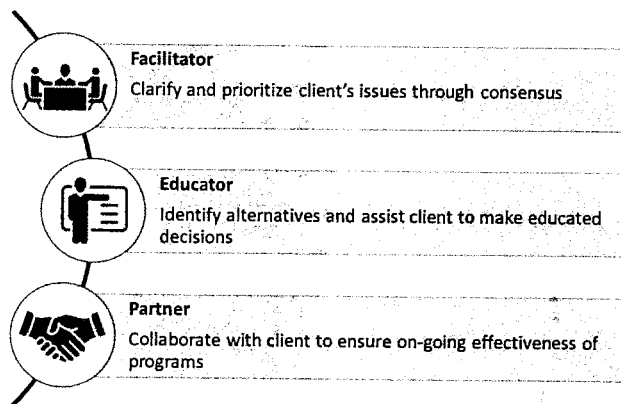 Facilitator
Clarify and prioritize client's issues through consensus
Educator
Identify alternatives and assist client to make educated
decisions
Partner
Collaborate with client to ensure on-going effectiveness of
programs